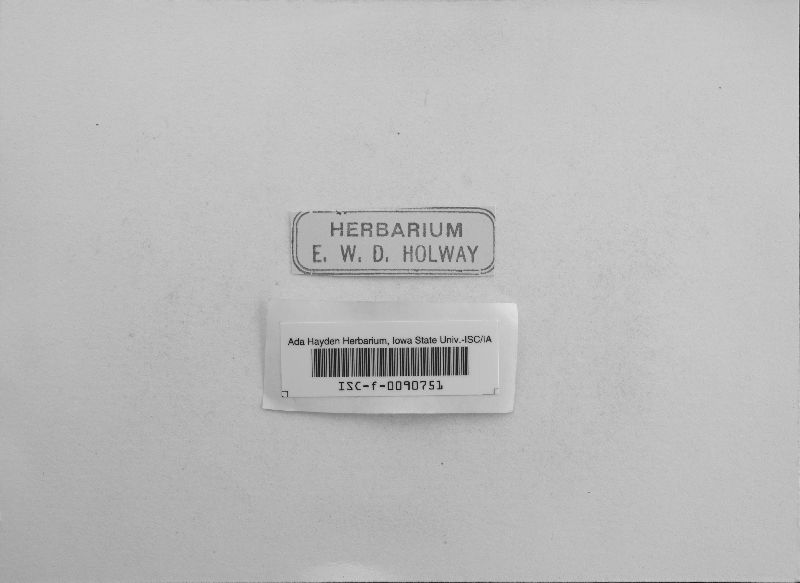 HERBARIUM
E. W. D. HOLWAY
Ada Hayden Herbarium, Iowa State Univ.-ISC/IA
ISC-f-0090751